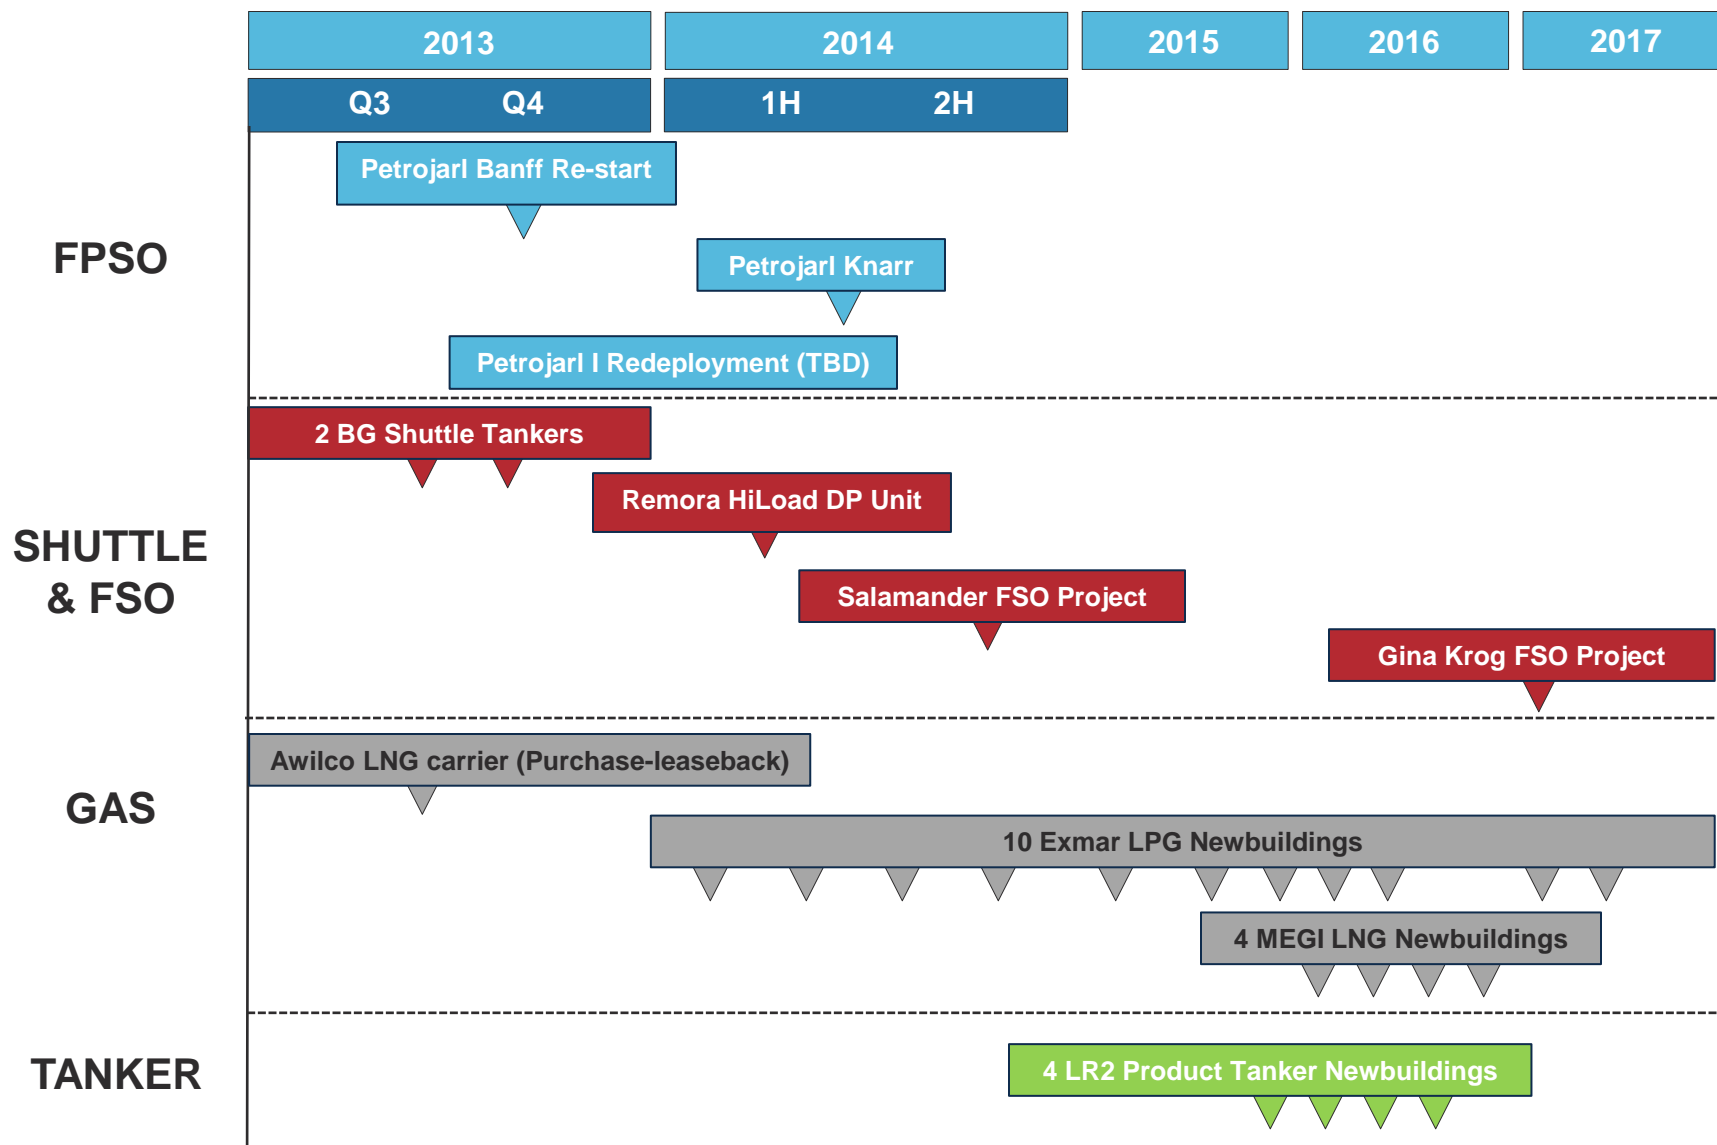 2013
2014
2015
2016
2017
Q3
Q4
1H
2H
FPSO
Petrojarl Banff Re-start
Petrojarl Knarr
Petrojarl I Redeployment (TBD)
SHUTTLE
& FSO
2 BG Shuttle Tankers
Remora HiLoad DP Unit
Salamander FSO Project
Gina Krog FSO Project
GAS
Awilco LNG carrier (Purchase-leaseback)
10 Exmar LPG Newbuildings
4 MEGI LNG Newbuildings
TANKER
4 LR2 Product Tanker Newbuildings